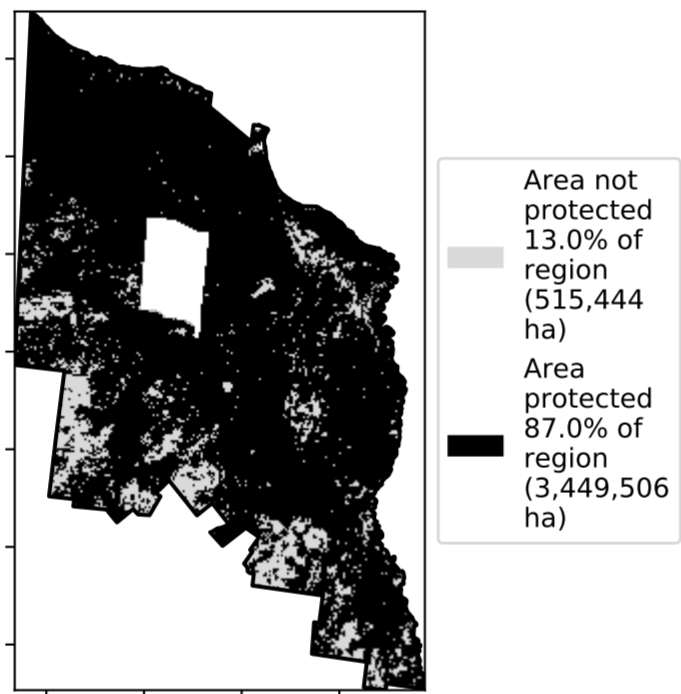 Area not
protected
13.0% of
region
(515,444
ha)
Area
protected
87.0% of
region
(3,449,506
ha)